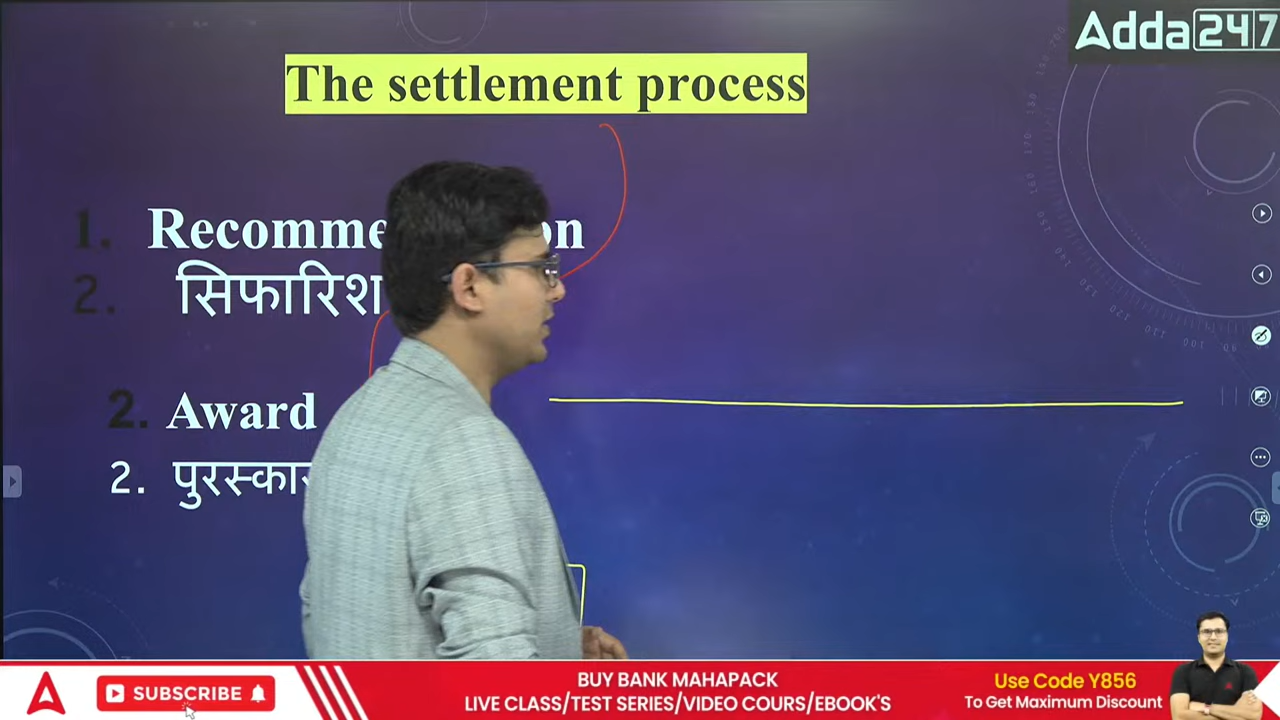 Adda247
The settlement process
1. Recomme on
2. सिफारिश
2. Award
2.
SUBSCRIBE
BUY BANK MAHAPACK
LIVE CLASS/TEST SERIES/VIDEO COURS/EBOOK'S
Use Code Y856
To Get Maximum Discount